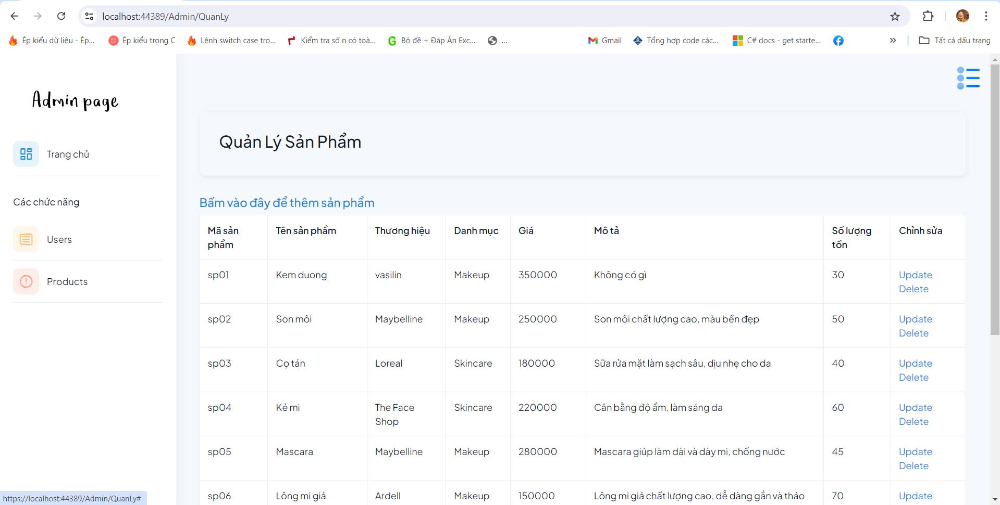 localhost:44389/Admin/QuanLy
Ép kiểu dữ liệu - Ép...
Ép kiểu trong C
Lệnh switch case tro...
Kiểm tra số n có toà...
Bộ đề + Đáp Án Exc...
...
Gmail
Tổng hợp code các...
C# docs - get starte...
Tất cả dấu trang
Admin page
Trang chủ
Các chức năng
Users
Products
Quản Lý Sản Phẩm
Bấm vào đây để thêm sản phẩm
Mã sản phẩm Tên sản phẩm Thương hiệu Danh mục Giá Mô tả Số lượng tồn Chỉnh sửa
sp01 Kem duong vasilin Makeup 350000 Không có gì 30 Update Delete
sp02 Son môi Maybelline Makeup 250000 Son môi chất lượng cao, màu bền đẹp 50 Update Delete
sp03 Cọ tán Loreal Skincare 180000 Sữa rửa mặt làm sạch sâu, dịu nhẹ cho da 40 Update Delete
sp04 Kẻ mi The Face Shop Skincare 220000 Cân bằng độ ẩm, làm sáng da 60 Update Delete
sp05 Mascara Maybelline Makeup 280000 Mascara giúp làm dài và dày mi, chống nước 45 Update Delete
sp06 Lông mi giả Ardell Makeup 150000 Lông mi giả chất lượng cao, dễ dàng gắn và tháo 70 Update
https://localhost:44389/Admin/QuanLy#